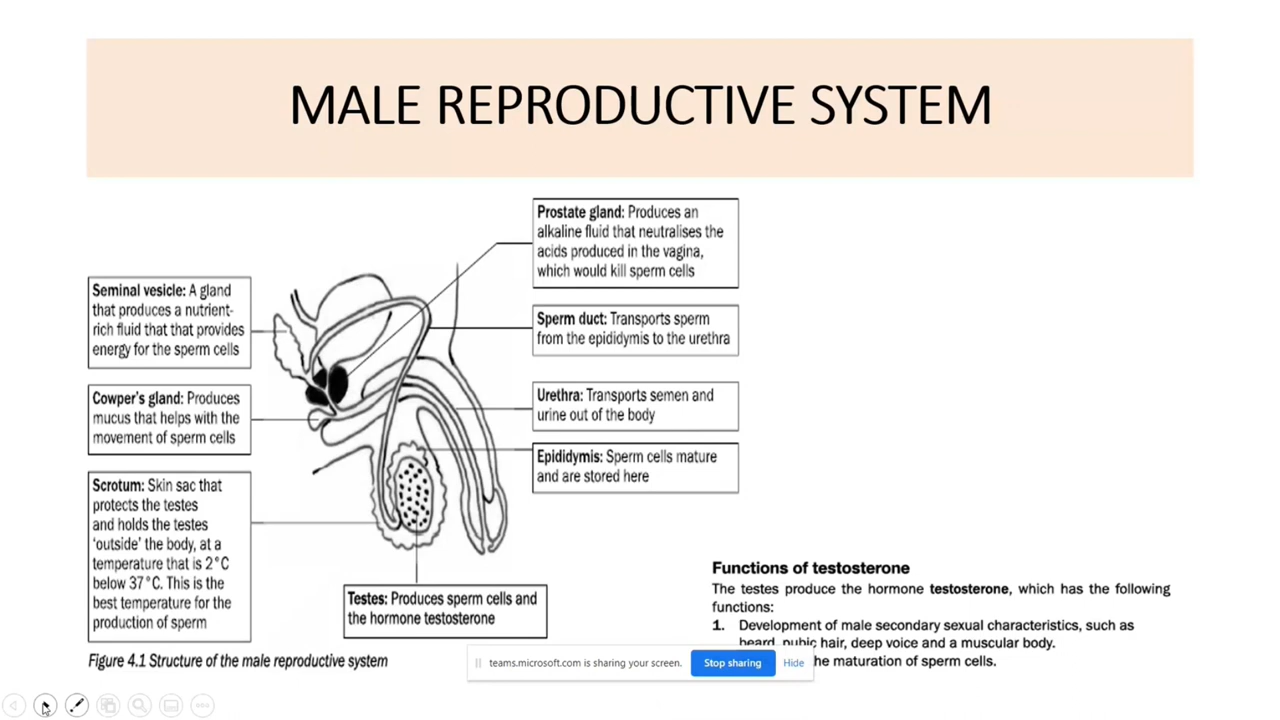 MALE REPRODUCTIVE SYSTEM
Prostate gland: Produces an
alkaline fluid that neutralises the
acids produced in the vagina,
which would kill sperm cells
Seminal vesicle: A gland
that produces a nutrient-
rich fluid that that provides
energy for the sperm cells
Sperm duct: Transports sperm
from the epididymis to the urethra
Cowper's gland: Produces
mucus that helps with the
movement of sperm cells
Urethra: Transports semen and
urine out of the body
Epididymis: Sperm cells mature
and are stored here
Scrotum: Skin sac that
protects the testes
and holds the testes
'outside' the body, at a
temperature that is 2°C
below 37°C. This is the
best temperature for the
production of sperm
Testes: Produces sperm cells and
the hormone testosterone
Figure 4.1 Structure of the male reproductive system
Functions of testosterone
The testes produce the hormone testosterone, which has the following
functions:
1. Development of male secondary sexual characteristics, such as
beard, pubic hair, deep voice and a muscular body.
the maturation of sperm cells.
teams.microsoft.com is sharing your screen.
Stop sharing
Hide